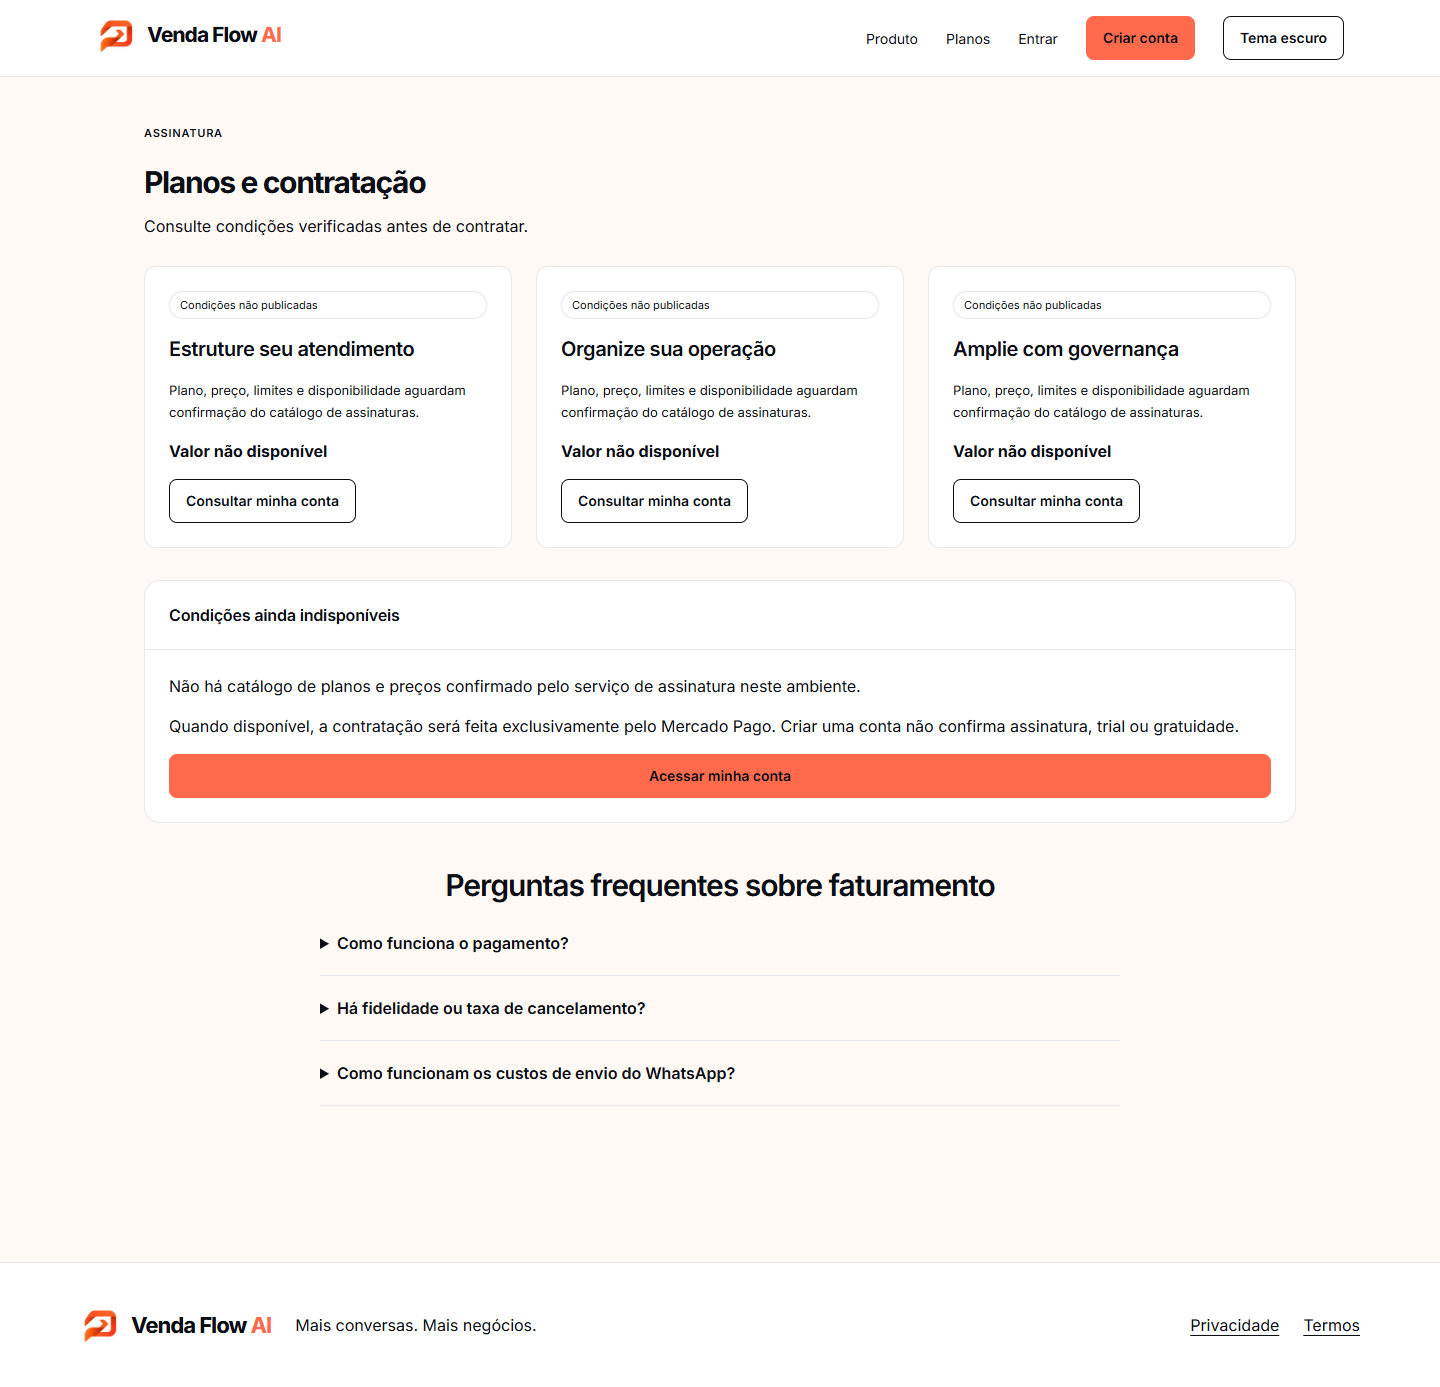 Venda Flow AI
Produto
Planos
Entrar
Criar conta
Tema escuro
ASSINATURA
Planos e contratação
Consulte condições verificadas antes de contratar.
Condições não publicadas
Estruture seu atendimento
Plano, preço, limites e disponibilidade aguardam
confirmação do catálogo de assinaturas.
Valor não disponível
Consultar minha conta
Condições não publicadas
Organize sua operação
Plano, preço, limites e disponibilidade aguardam
confirmação do catálogo de assinaturas.
Valor não disponível
Consultar minha conta
Condições não publicadas
Amplie com governança
Plano, preço, limites e disponibilidade aguardam
confirmação do catálogo de assinaturas.
Valor não disponível
Consultar minha conta
Condições ainda indisponíveis
Não há catálogo de planos e preços confirmado pelo serviço de assinatura neste ambiente.
Quando disponível, a contratação será feita exclusivamente pelo Mercado Pago. Criar uma conta não confirma assinatura, trial ou gratuidade.
Acessar minha conta
Perguntas frequentes sobre faturamento
Como funciona o pagamento?
Há fidelidade ou taxa de cancelamento?
Como funcionam os custos de envio do WhatsApp?
Venda Flow AI
Mais conversas. Mais negócios.
Privacidade
Termos